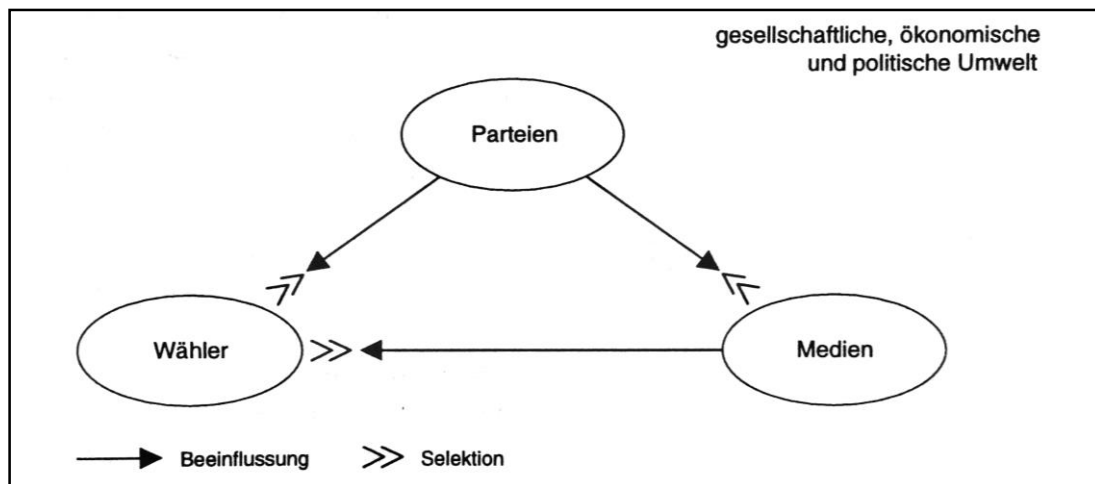 gesellschaftliche, ökonomische
und politische Umwelt
Parteien
Wähler
Medien
Beeinflussung
Selektion